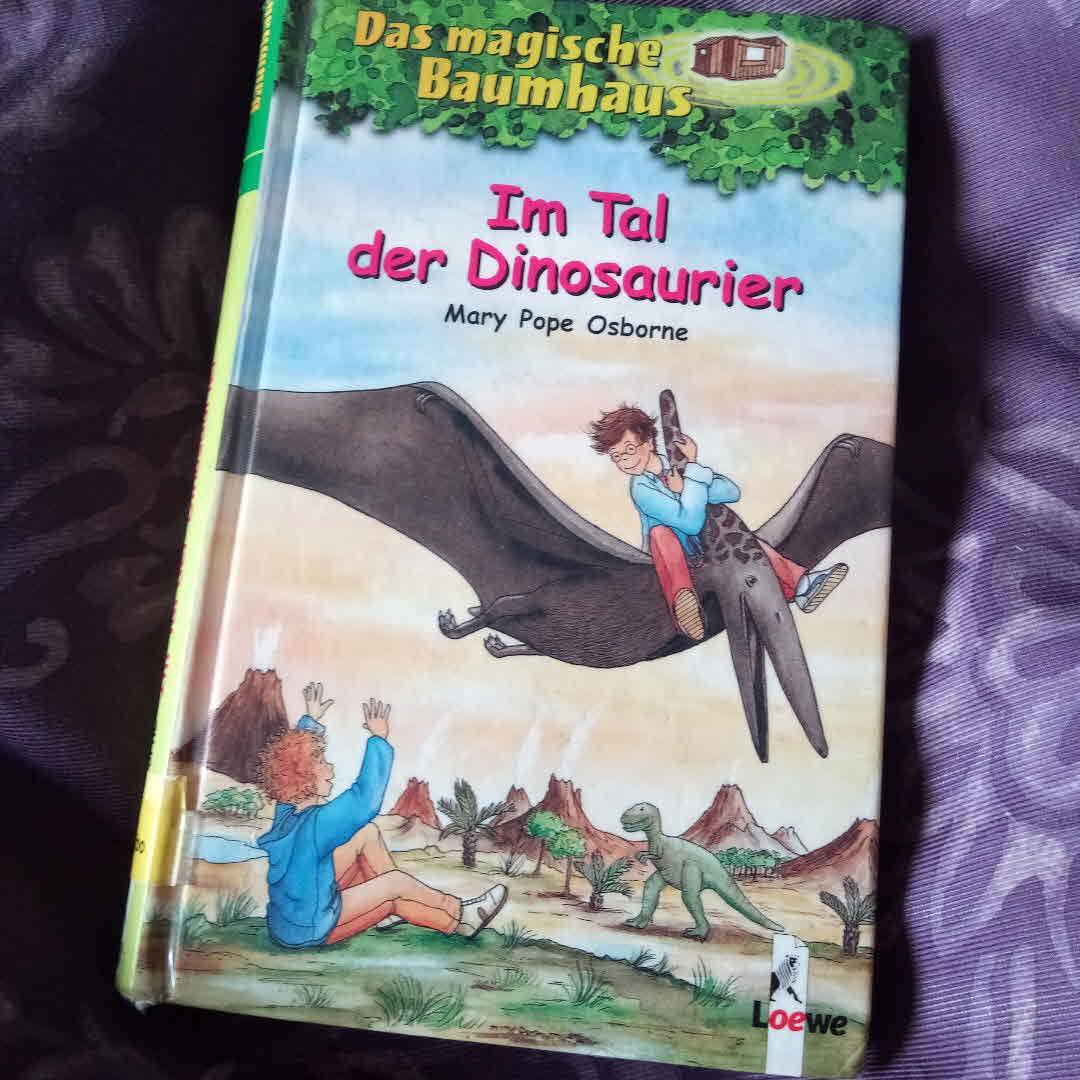 Das magische
Baumhaus
Im Tal
der Dinosaurier
Mary Pope Osborne
Loewe